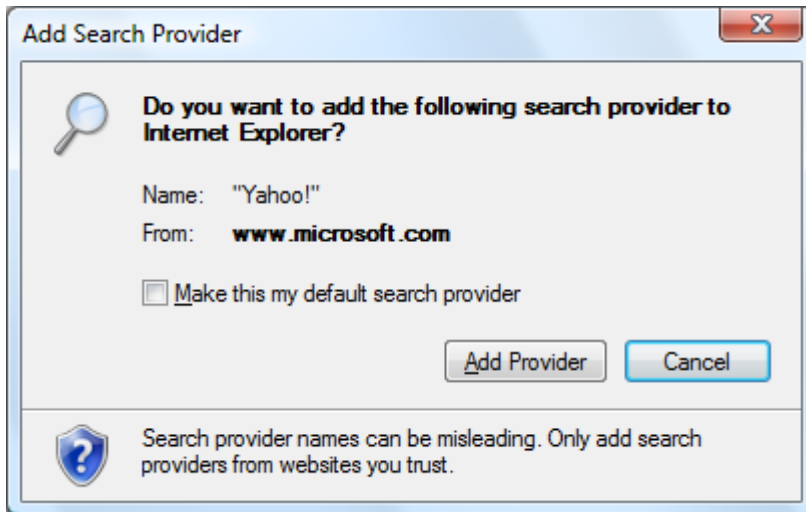 Add Search Provider
Do you want to add the following search provider to
Internet Explorer?
Name: "Yahoo!"
From: www.microsoft.com
Make this my default search provider
Add Provider Cancel
Search provider names can be misleading. Only add search
providers from websites you trust.